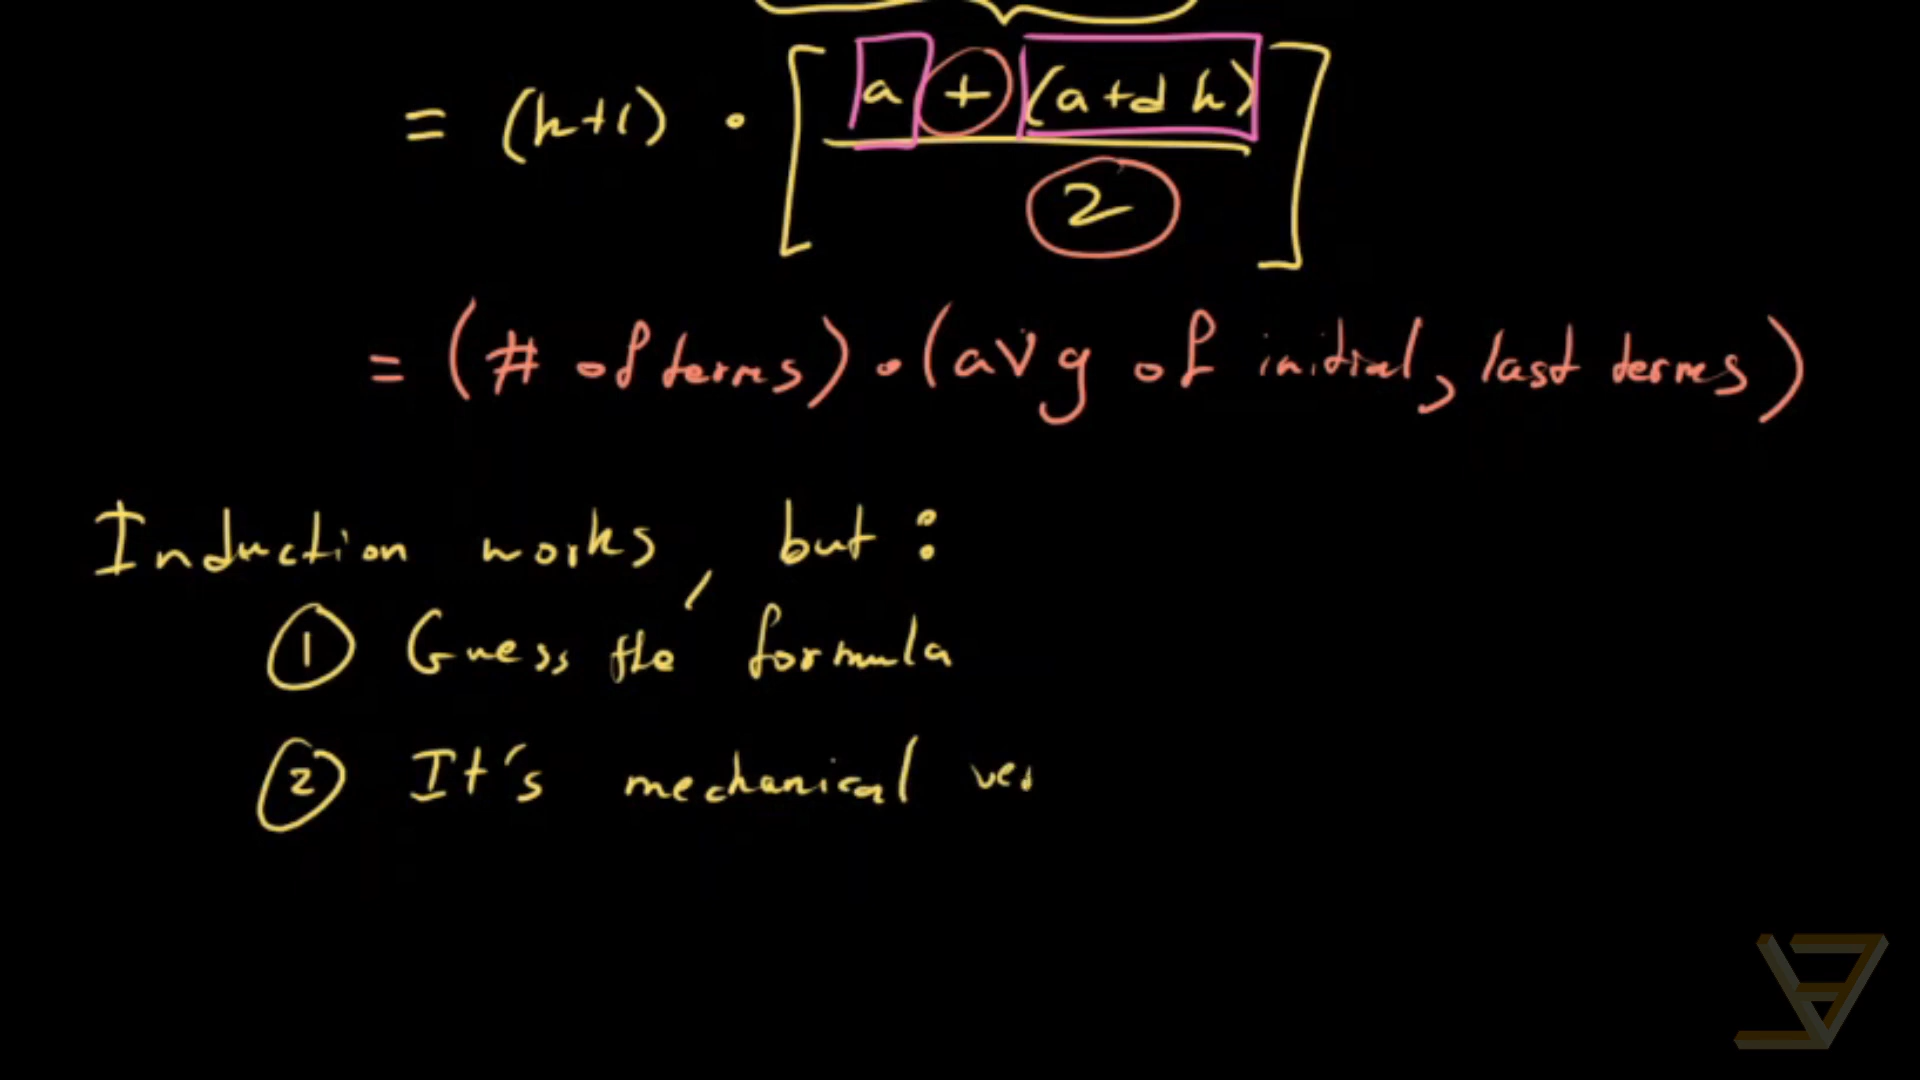 = (n+1) • [ a + (a+dn) / 2 ]
= (# of terms) • (avg of initial, last terms)
Induction works, but :
① Guess the formula
② It's mechanical ver